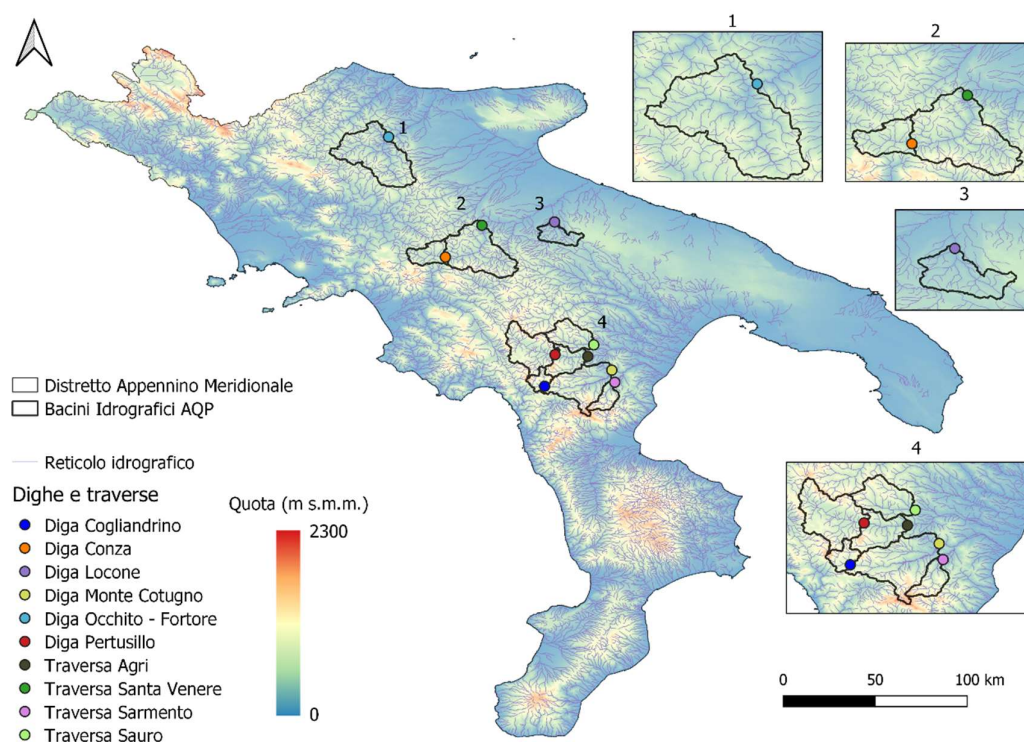 1
2
3
4
1
2
3
4
Distretto Appennino Meridionale
Bacini Idrografici AQP
Reticolo idrografico
Dighe e traverse
Diga Cogliandrino
Diga Conza
Diga Locone
Diga Monte Cotugno
Diga Occhito - Fortore
Diga Pertusillo
Traversa Agri
Traversa Santa Venere
Traversa Sarmento
Traversa Sauro
Quota (m s.m.m.)
2300
0
0 50 100 km